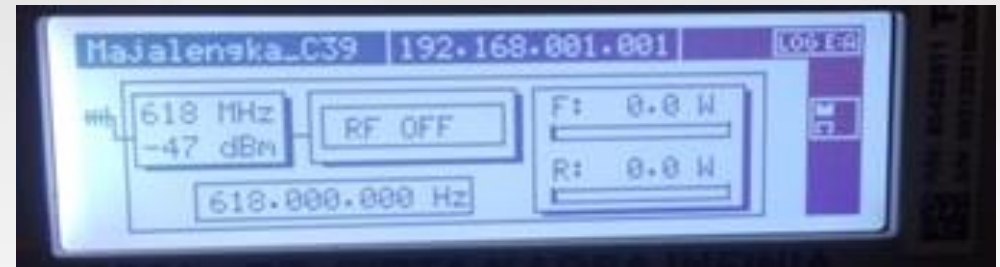 Majalengka_C39 192.168.001.001 LOG E:A
618 MHz
-47 dBm
RF OFF
F: 0.0 W
R: 0.0 W
618.000.000 Hz